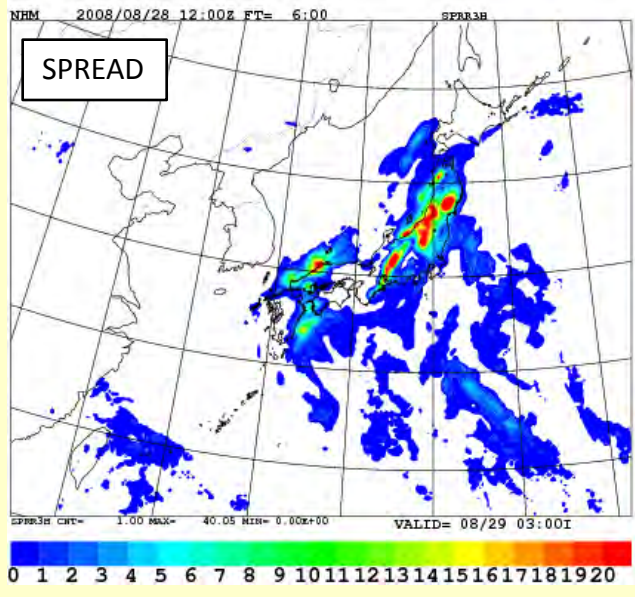 NHM 2008/08/28 12:00Z FT= 6:00 SPRR3H
SPREAD
SPRR3H CNT= 1.00 MAX= 40.05 MIN= 0.00E+00 VALID= 08/29 03:00I
0 1 2 3 4 5 6 7 8 9 10 11 12 13 14 15 16 17 18 19 20